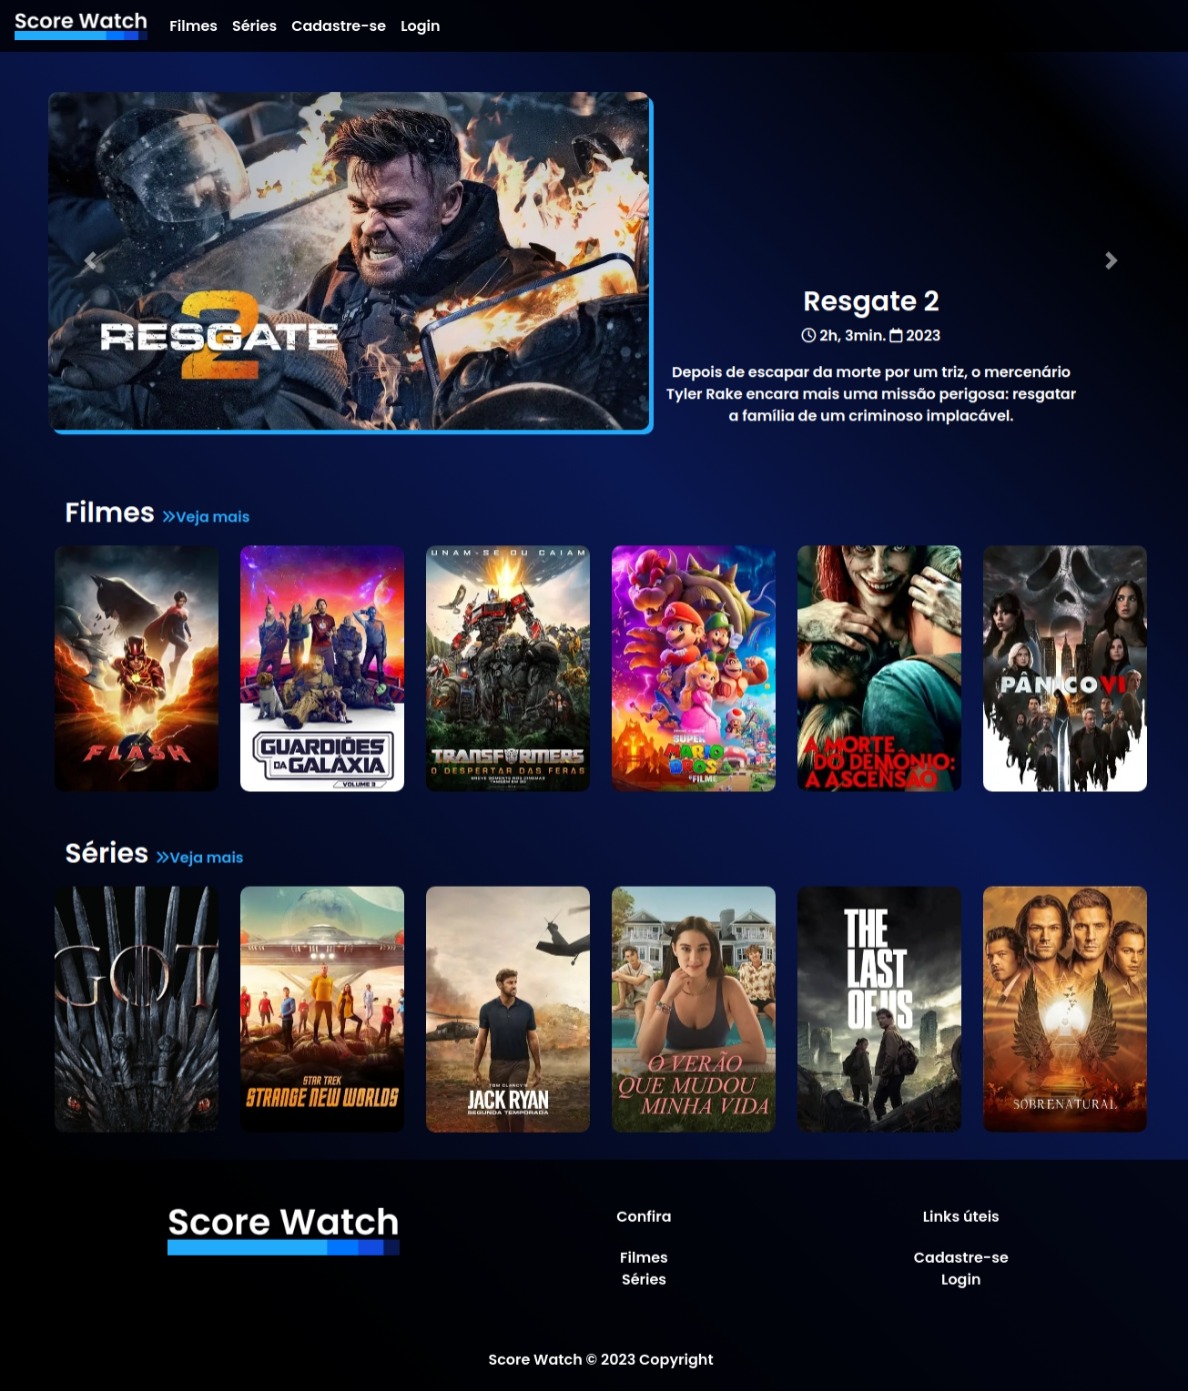 Score Watch
Filmes Séries Cadastre-se Login
RESGATE 2
Resgate 2
2h, 3min. 2023
Depois de escapar da morte por um triz, o mercenário
Tyler Rake encara mais uma missão perigosa: resgatar
a família de um criminoso implacável.
Filmes Veja mais
FLASH
GUARDIÕES
DA GALÁXIA
VOLUME 3
UNAM-SE OU CAIAM
TRANSFORMERS
O DESPERTAR DAS FERAS
SUPER
MARIO
BROS.
O FILME
A MORTE
DO DEMÔNIO:
A ASCENSÃO
PÂNICO VI
Séries Veja mais
GOT
STAR TREK
STRANGE NEW WORLDS
TOM CLANCY'S
JACK RYAN
SEGUNDA TEMPORADA
O VERÃO
QUE MUDOU
MINHA VIDA
THE
LAST
OF US
SOBRENATURAL
Score Watch
Confira
Filmes
Séries
Links úteis
Cadastre-se
Login
Score Watch © 2023 Copyright